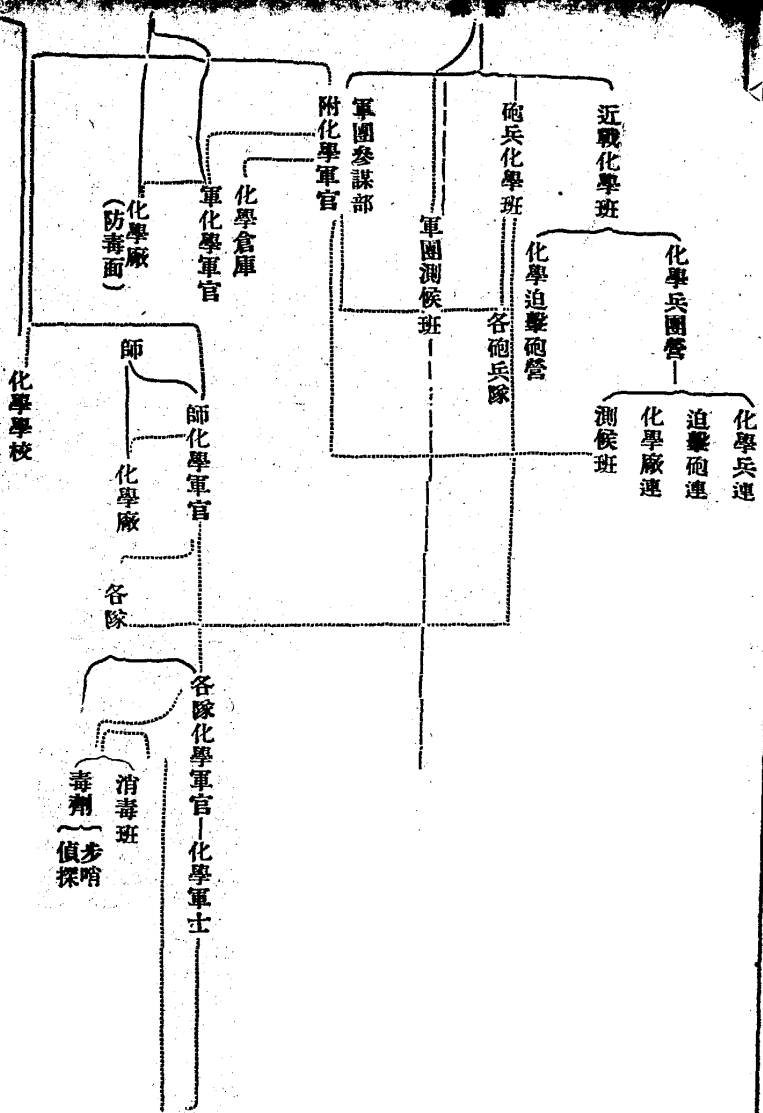 近戰化學班
化學兵團營
化學兵連
迫擊砲連
化學廠連
測候班
化學迫擊砲營
砲兵化學班
各砲兵隊
軍團測候班
軍團參謀部
附化學軍官
化學倉庫
軍化學軍官
化學廠
(防毒面)
師
師化學軍官
化學廠
各隊
各隊化學軍官—化學軍士
消毒班
毒劑
步哨
偵探
化學學校